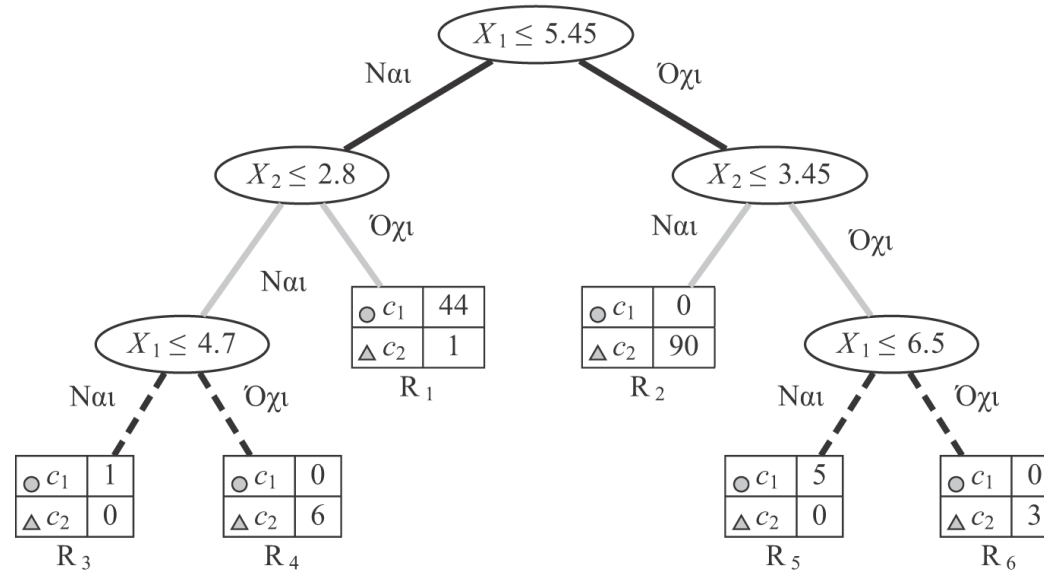 X₁ ≤ 5.45
Ναι
Όχι
X₂ ≤ 2.8
X₂ ≤ 3.45
Ναι
Όχι
Ναι
Όχι
c₁ 44
c₂ 1
R₁
c₁ 0
c₂ 90
R₂
X₁ ≤ 4.7
X₁ ≤ 6.5
Ναι
Όχι
Ναι
Όχι
c₁ 1
c₂ 0
R₃
c₁ 0
c₂ 6
R₄
c₁ 5
c₂ 0
R₅
c₁ 0
c₂ 3
R₆